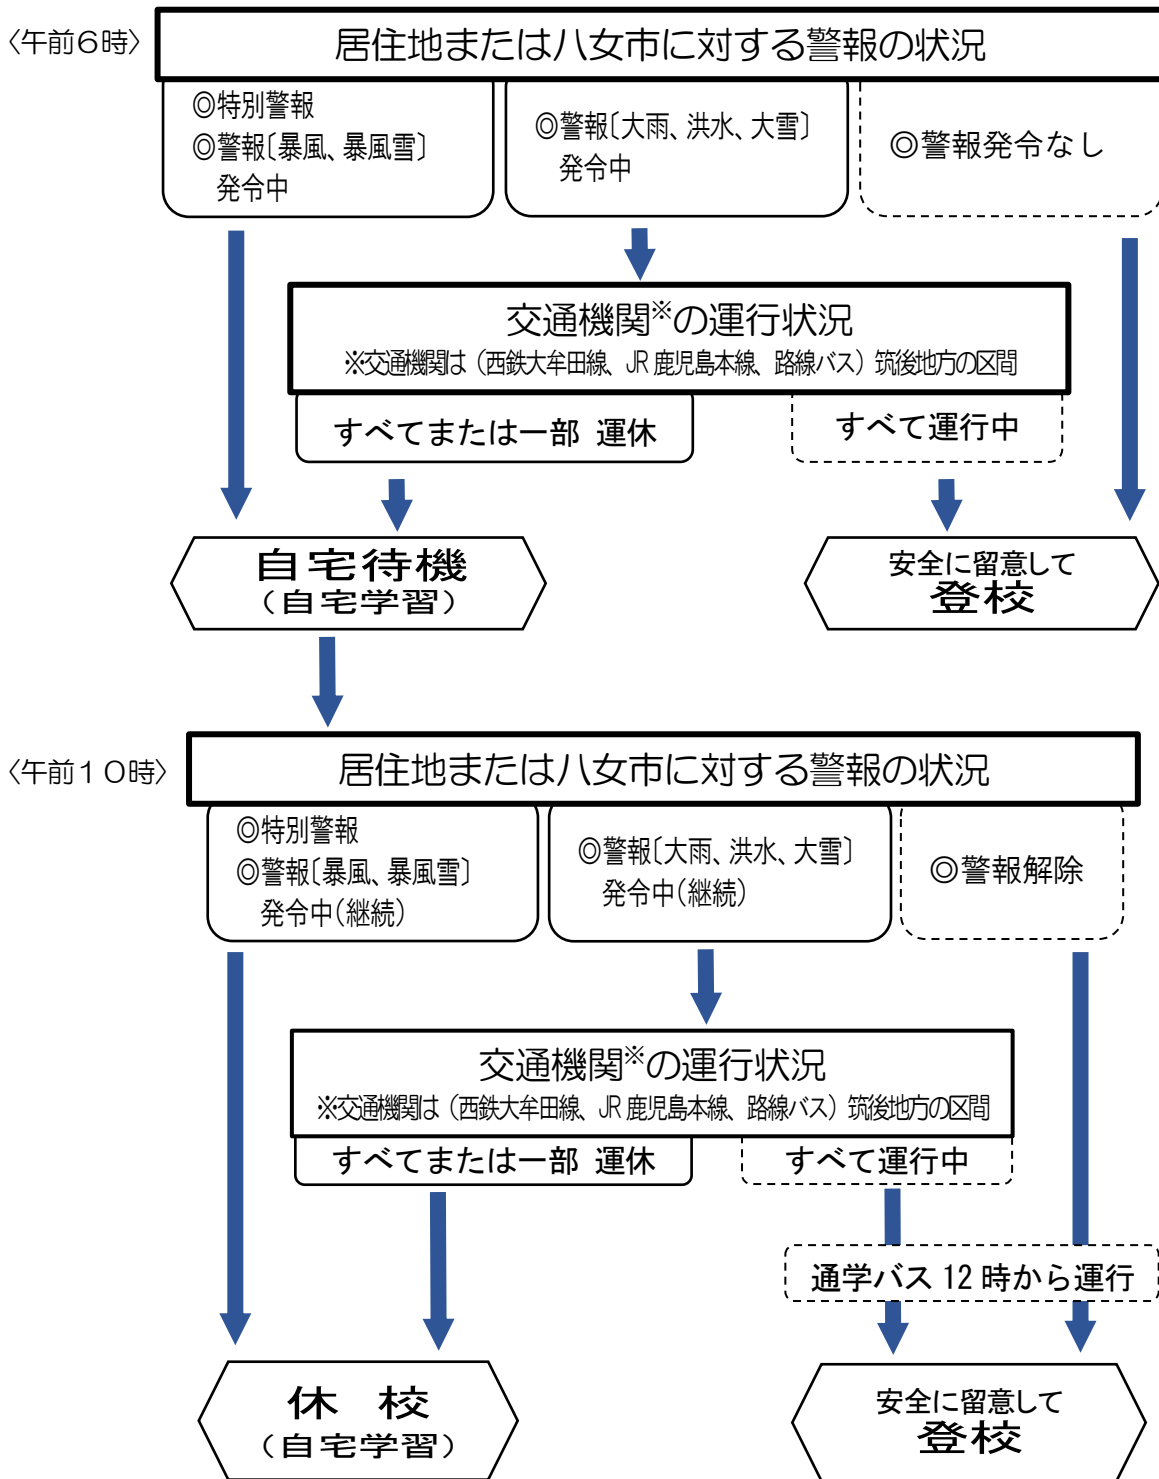 〈午前６時〉
居住地または八女市に対する警報の状況
◎特別警報
◎警報〔暴風、暴風雪〕
発令中
◎警報〔大雨、洪水、大雪〕
発令中
◎警報発令なし
交通機関※の運行状況
※交通機関は（西鉄大牟田線、JR鹿児島本線、路線バス）筑後地方の区間
すべてまたは一部 運休
すべて運行中
自宅待機
（自宅学習）
安全に留意して
登校
〈午前１０時〉
居住地または八女市に対する警報の状況
◎特別警報
◎警報〔暴風、暴風雪〕
発令中（継続）
◎警報〔大雨、洪水、大雪〕
発令中（継続）
◎警報解除
交通機関※の運行状況
※交通機関は（西鉄大牟田線、JR鹿児島本線、路線バス）筑後地方の区間
すべてまたは一部 運休
すべて運行中
通学バス 12 時から運行
休 校
（自宅学習）
安全に留意して
登校